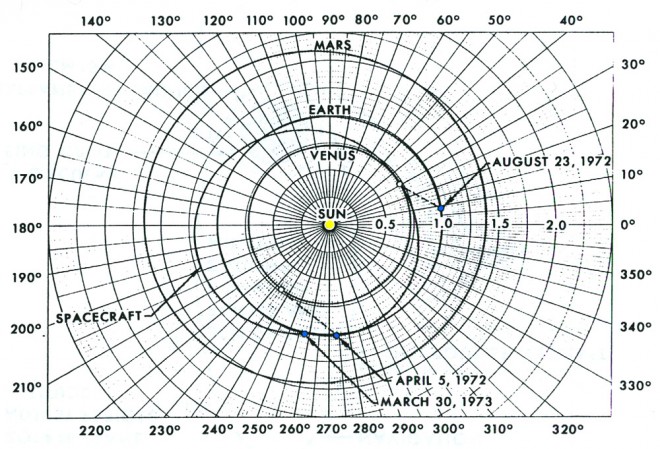 140° 130° 120° 110° 100° 90° 80° 70° 60° 50° 40°
MARS
150° 30°
EARTH
160° 20°
VENUS
AUGUST 23, 1972
170° 10°
SUN
180° 0.5 1.0 1.5 2.0 0°
190° 350°
SPACECRAFT
200° 340°
APRIL 5, 1972
210° 330°
MARCH 30, 1973
220° 230° 240° 250° 260° 270° 280° 290° 300° 310° 320°